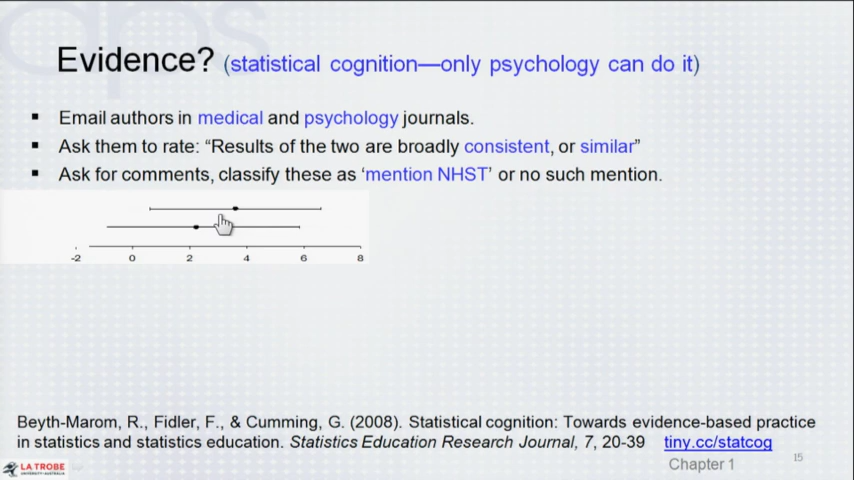 Evidence? (statistical cognition—only psychology can do it)
▪ Email authors in medical and psychology journals.
▪ Ask them to rate: “Results of the two are broadly consistent, or similar”
▪ Ask for comments, classify these as ‘mention NHST’ or no such mention.
-2 0 2 4 6 8
Beyth-Marom, R., Fidler, F., & Cumming, G. (2008). Statistical cognition: Towards evidence-based practice
in statistics and statistics education. Statistics Education Research Journal, 7, 20-39 tiny.cc/statcog
Chapter 1
15
LA TROBE
UNIVERSITY AUSTRALIA
aps